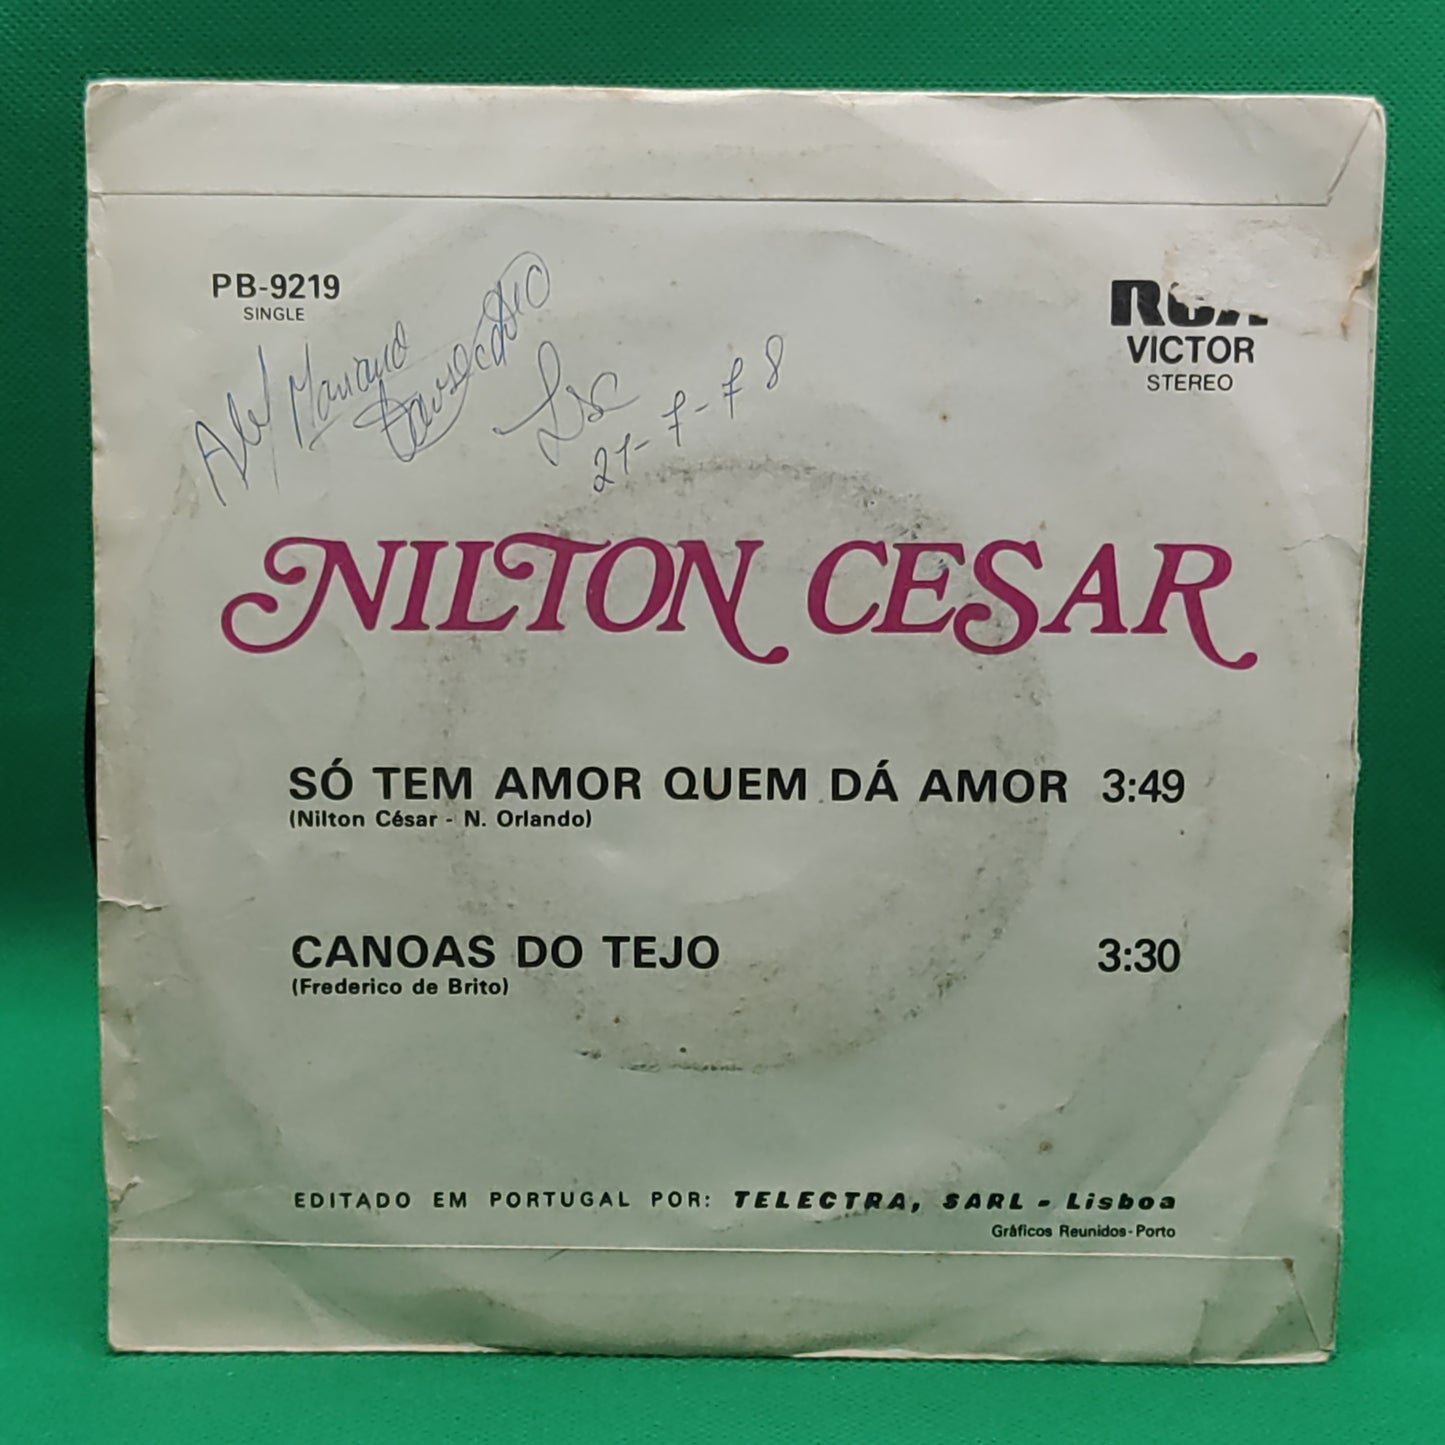 PB-9219
SINGLE
RCA
VICTOR
STEREO
Abel Mariano
21-7-78
NILTON CESAR
SÓ TEM AMOR QUEM DÁ AMOR 3:49
(Nilton César - N. Orlando)
CANOAS DO TEJO 3:30
(Frederico de Brito)
EDITADO EM PORTUGAL POR: TELECTRA, SARL - Lisboa
Gráficos Reunidos - Porto